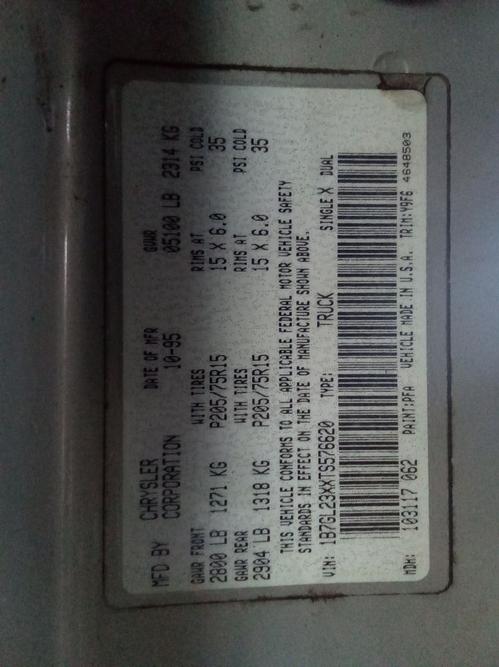 MFD BY CHRYSLER CORPORATION DATE OF MFR 10-95 GVWR 05100 LB 2314 KG
GAWR FRONT WITH TIRES RIMS AT PSI COLD
2800 LB 1271 KG P205/75R15 15 X 6.0 35
GAWR REAR WITH TIRES RIMS AT PSI COLD
2904 LB 1318 KG P205/75R15 15 X 6.0 35
THIS VEHICLE CONFORMS TO ALL APPLICABLE FEDERAL MOTOR VEHICLE SAFETY
STANDARDS IN EFFECT ON THE DATE OF MANUFACTURE SHOWN ABOVE.
VIN: 1B7GL23XXTS576620 TYPE: TRUCK SINGLE X DUAL
MDH: 103117 062 PAINT:PFA VEHICLE MADE IN U.S.A. TRIM:Y9F6 4648503